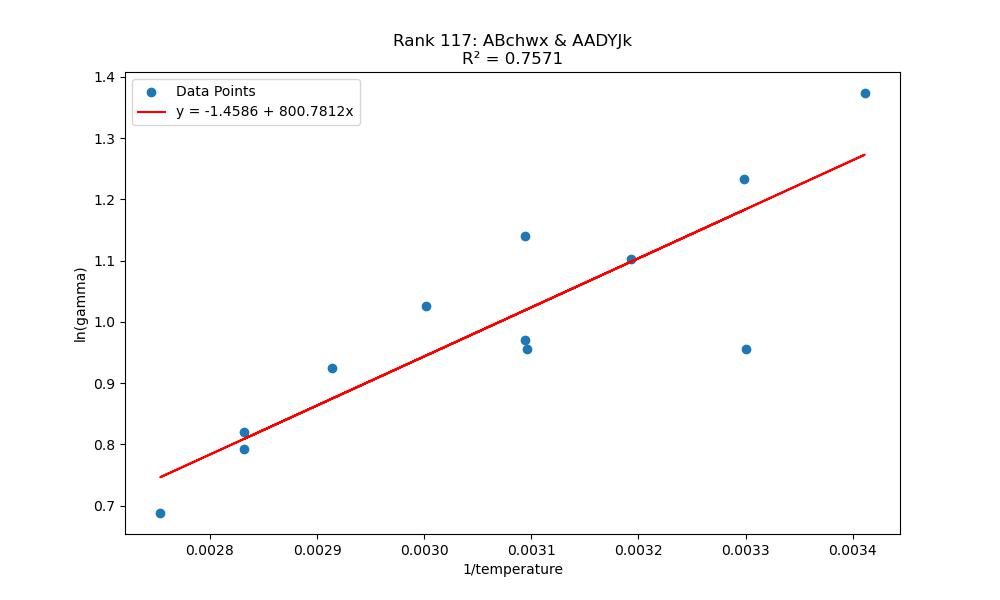 Rank 117: ABchwx & AADYJk
R² = 0.7571
Data Points
y = -1.4586 + 800.7812x
1.4
1.3
1.2
1.1
1.0
0.9
0.8
0.7
ln(gamma)
0.0028 0.0029 0.0030 0.0031 0.0032 0.0033 0.0034
1/temperature